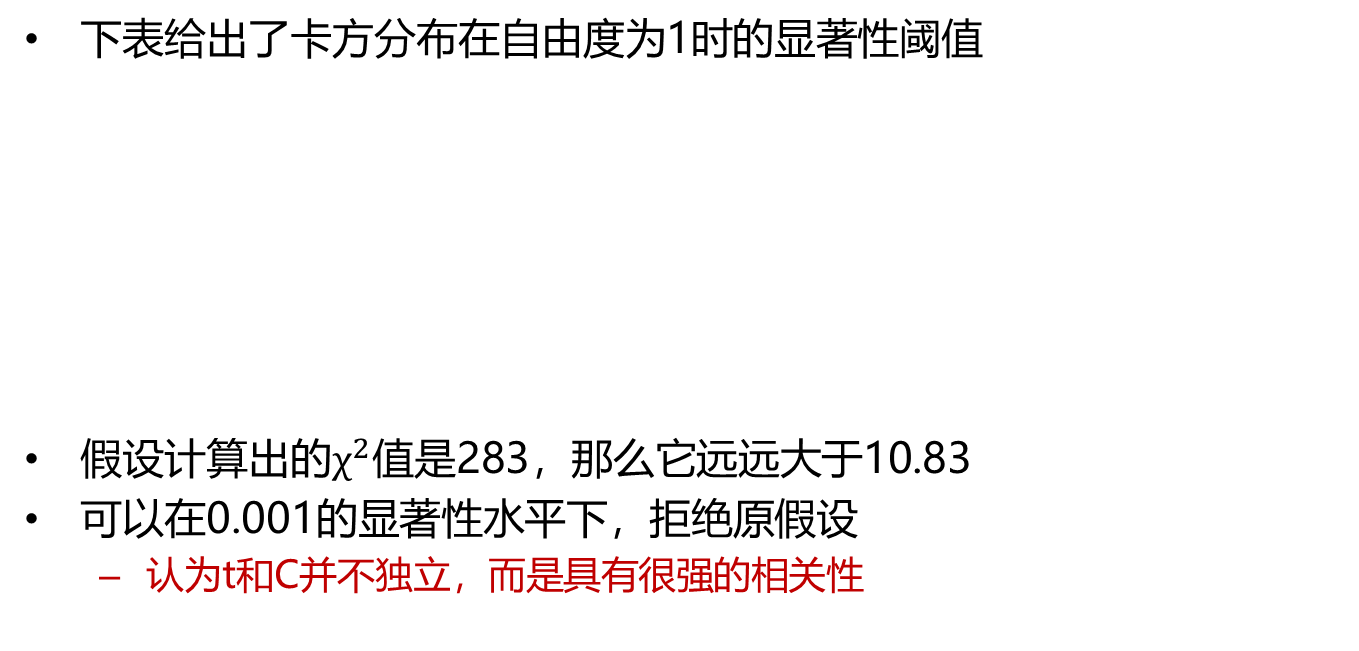 • 下表给出了卡方分布在自由度为1时的显著性阈值
• 假设计算出的χ²值是283，那么它远远大于10.83
• 可以在0.001的显著性水平下，拒绝原假设
– 认为t和C并不独立，而是具有很强的相关性